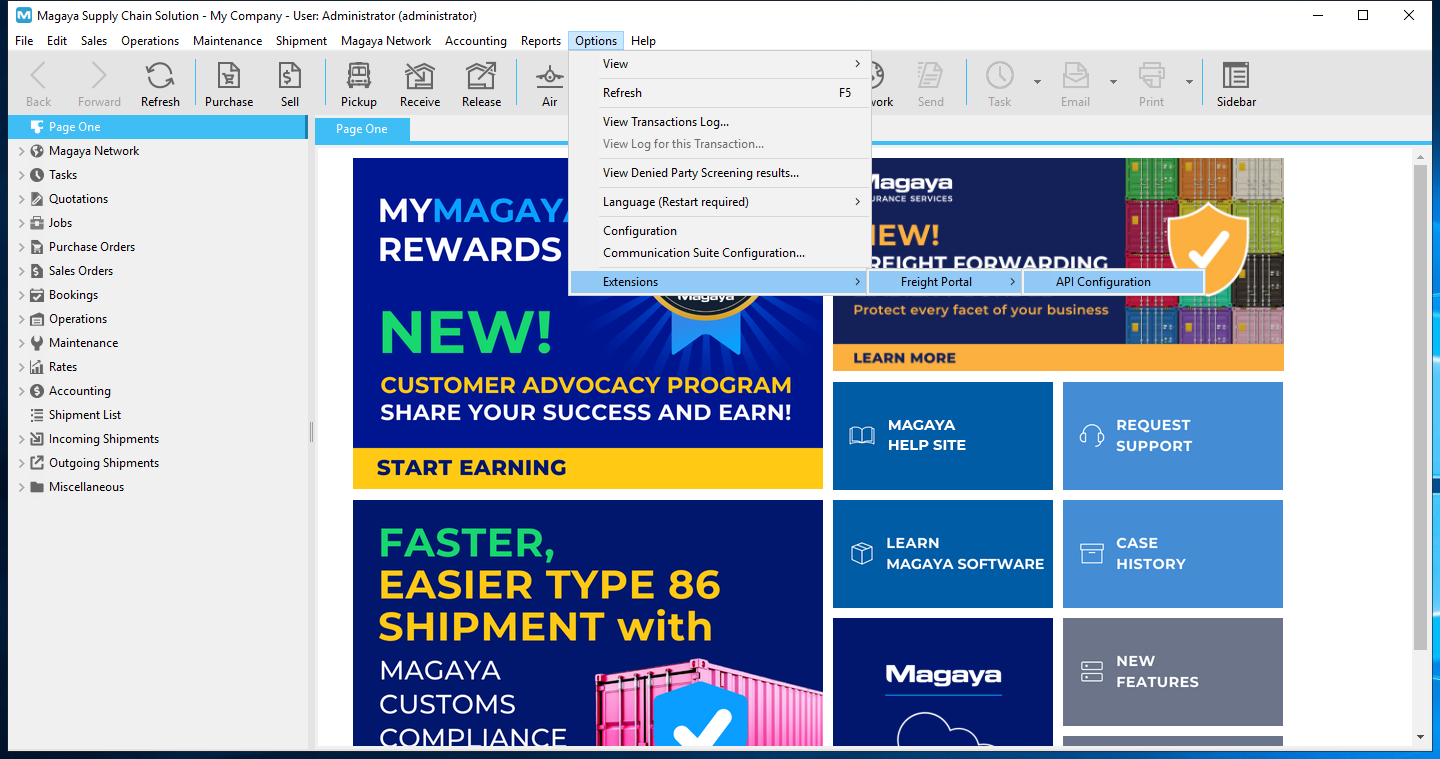 Magaya Supply Chain Solution - My Company - User: Administrator (administrator)
File Edit Sales Operations Maintenance Shipment Magaya Network Accounting Reports Options Help
Back Forward Refresh Purchase Sell Pickup Receive Release Air work Send Task Email Print Sidebar
View
Refresh F5
View Transactions Log...
View Log for this Transaction...
View Denied Party Screening results...
Language (Restart required)
Configuration
Communication Suite Configuration...
Extensions
Freight Portal
API Configuration
Page One
Magaya Network
Tasks
Quotations
Jobs
Purchase Orders
Sales Orders
Bookings
Operations
Maintenance
Rates
Accounting
Shipment List
Incoming Shipments
Outgoing Shipments
Miscellaneous
Page One
MYMAGAYA
REWARDS
Magaya
NEW!
CUSTOMER ADVOCACY PROGRAM
SHARE YOUR SUCCESS AND EARN!
START EARNING
Magaya
URANCE SERVICES
NEW!
FREIGHT FORWARDING
Protect every facet of your business
LEARN MORE
MAGAYA
HELP SITE
REQUEST
SUPPORT
FASTER,
EASIER TYPE 86
SHIPMENT with
MAGAYA
CUSTOMS
COMPLIANCE
LEARN
MAGAYA SOFTWARE
CASE
HISTORY
Magaya
NEW
FEATURES